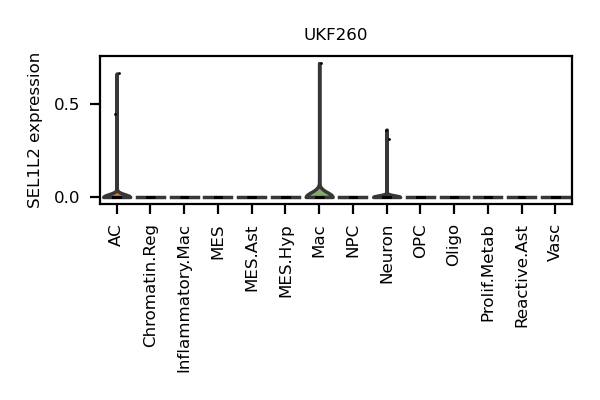 UKF260
SEL1L2 expression
0.5
0.0
AC
Chromatin.Reg
Inflammatory.Mac
MES
MES.Ast
MES.Hyp
Mac
NPC
Neuron
OPC
Oligo
Prolif.Metab
Reactive.Ast
Vasc